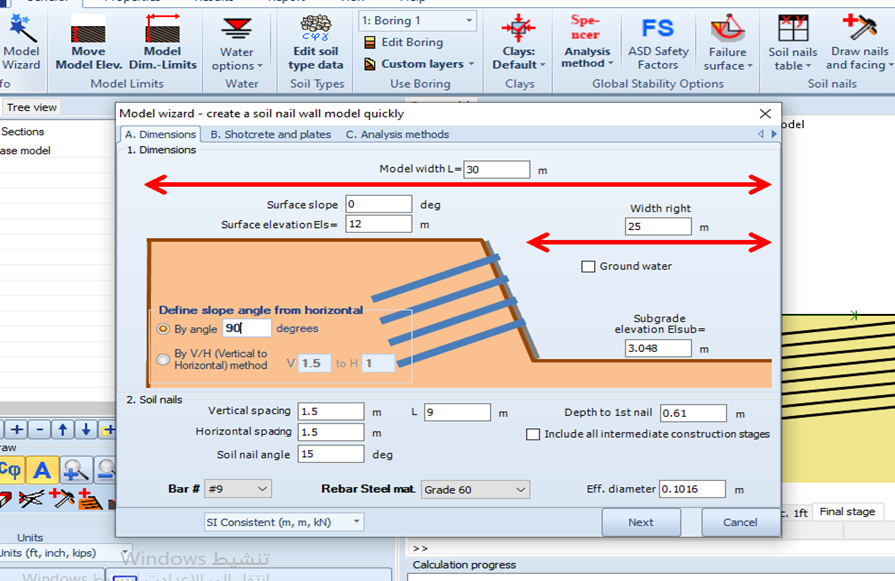 1: Boring 1
Edit Boring
Custom layers
Use Boring
Model
Wizard
Move
Model Elev.
Model
Dim.-Limits
Model Limits
Water
options
Water
Edit soil
type data
Soil Types
Clays:
Default
Clays
Spe-
ncer
Analysis
method
FS
ASD Safety
Factors
Failure
surface
Global Stability Options
Soil nails
table
Draw nails
and facing
Soil nails
Tree view
Sections
ase model
odel
Model wizard - create a soil nail wall model quickly
A. Dimensions B. Shotcrete and plates C. Analysis methods
1. Dimensions
Model width L= 30 m
Surface slope 0 deg
Surface elevationEls= 12 m
Width right
25 m
Ground water
Define slope angle from horizontal
By angle 90 degrees
By V/H (Vertical to
Horizontal) method V 1.5 to H 1
Subgrade
elevation Elsub=
3.048 m
2. Soil nails
Vertical spacing 1.5 m L 9 m Depth to 1st nail 0.61 m
Horizontal spacing 1.5 m Include all intermediate construction stages
Soil nail angle 15 deg
Bar # #9 Rebar Steel mat. Grade 60 Eff. diameter 0.1016 m
SI Consistent (m, m, kN) Next Cancel
raw
Cφ A
Units
Units (ft, inch, kips)
c. 1ft Final stage
>>
Calculation progress
تنشيط Windows